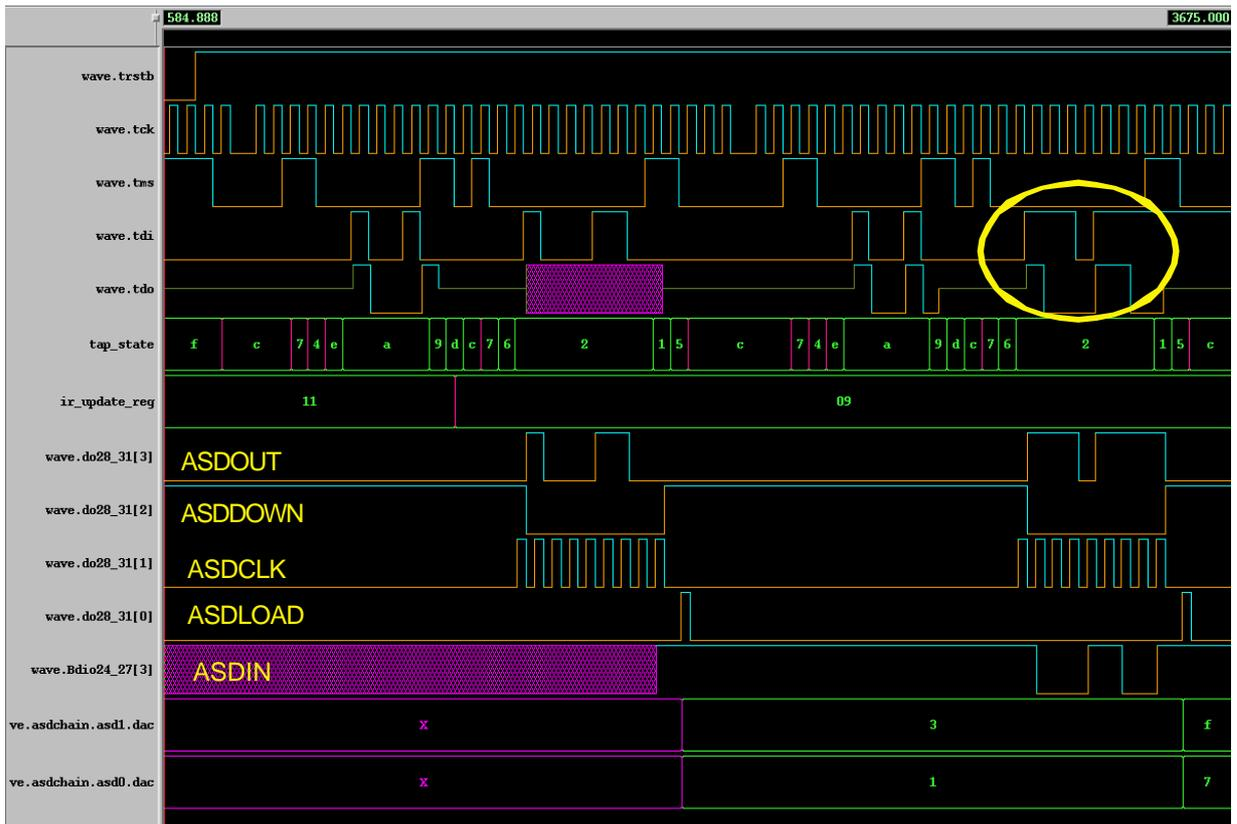 584.888 3675.000
wave.trstb
wave.tck
wave.tms
wave.tdi
wave.tdo
tap_state f c 7 4 e a 9 d c 7 6 2 1 5 c 7 4 e a 9 d c 7 6 2 1 5 c
ir_update_reg 11 09
wave.do28_31[3] ASDOUT
wave.do28_31[2] ASDDOWN
wave.do28_31[1] ASDCLK
wave.do28_31[0] ASDLOAD
wave.Bdio24_27[3] ASDIN
ve.asdchain.asd1.dac X 3 f
ve.asdchain.asd0.dac X 1 7